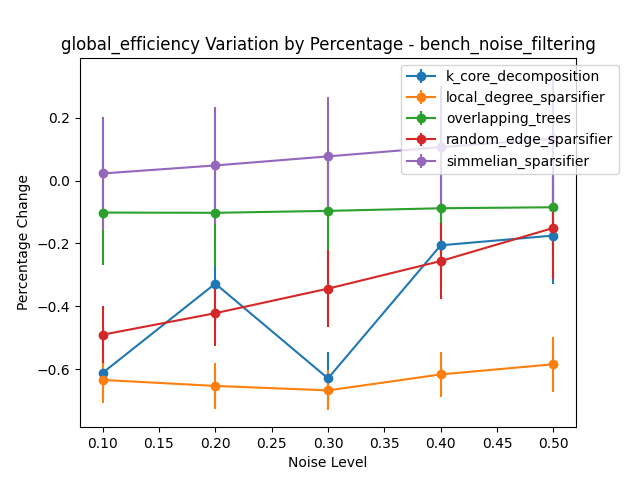 global_efficiency Variation by Percentage - bench_noise_filtering
k_core_decomposition
local_degree_sparsifier
overlapping_trees
random_edge_sparsifier
simmelian_sparsifier
Percentage Change
0.2
0.0
−0.2
−0.4
−0.6
0.10 0.15 0.20 0.25 0.30 0.35 0.40 0.45 0.50
Noise Level